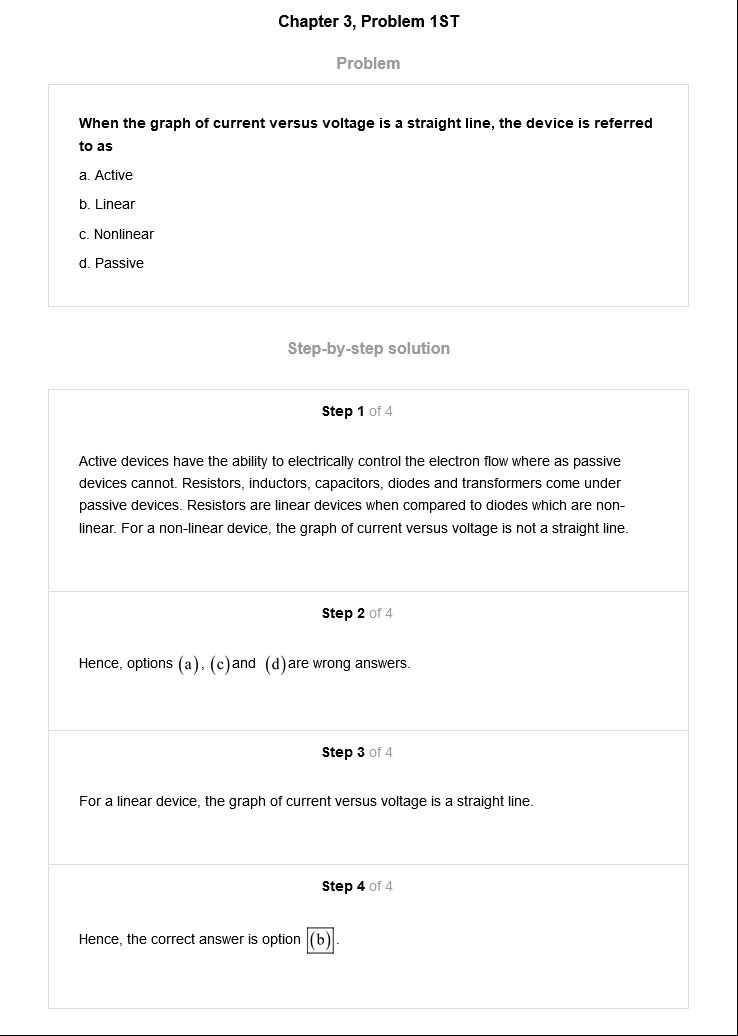 Chapter 3, Problem 1ST
Problem
When the graph of current versus voltage is a straight line, the device is referred
to as
a. Active
b. Linear
c. Nonlinear
d. Passive
Step-by-step solution
Step 1 of 4
Active devices have the ability to electrically control the electron flow where as passive
devices cannot. Resistors, inductors, capacitors, diodes and transformers come under
passive devices. Resistors are linear devices when compared to diodes which are non-
linear. For a non-linear device, the graph of current versus voltage is not a straight line.
Step 2 of 4
Hence, options (a), (c) and (d) are wrong answers.
Step 3 of 4
For a linear device, the graph of current versus voltage is a straight line.
Step 4 of 4
Hence, the correct answer is option (b).